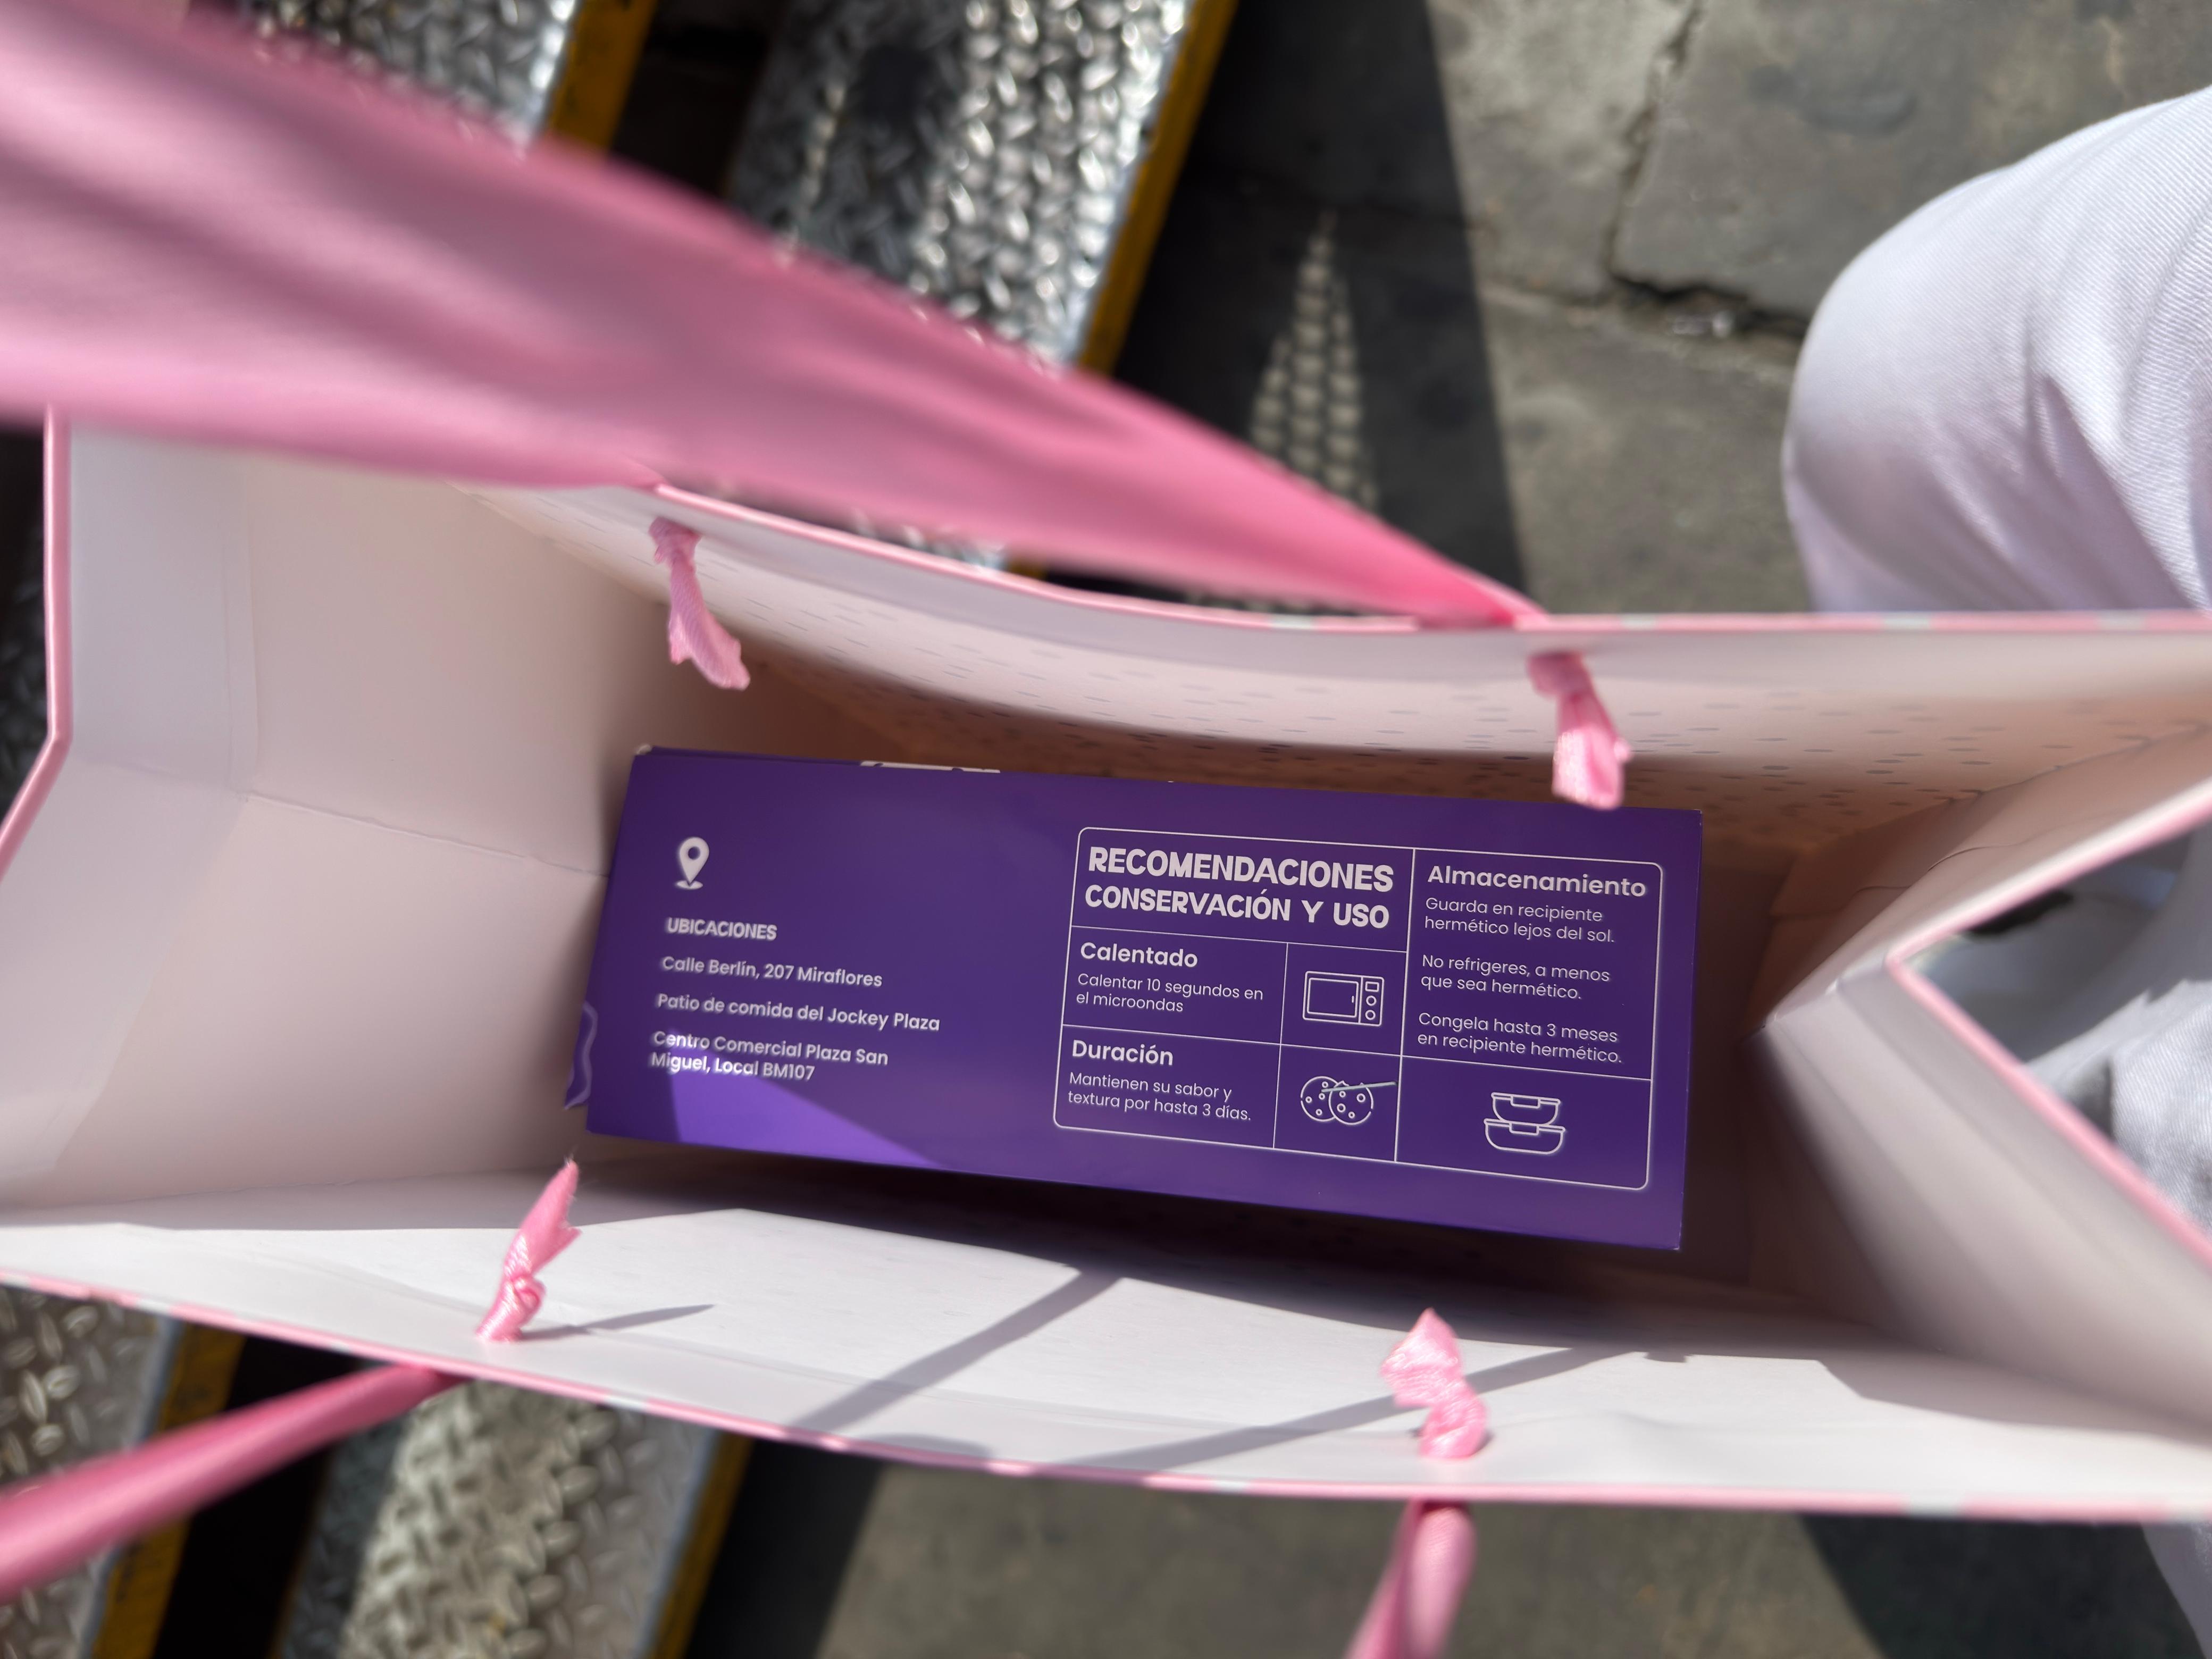 UBICACIONES
Calle Berlín, 207 Miraflores
Patio de comida del Jockey Plaza
Centro Comercial Plaza San
Miguel, Local BM107
RECOMENDACIONES
CONSERVACIÓN Y USO
Calentado
Calentar 10 segundos en
el microondas
Duración
Mantienen su sabor y
textura por hasta 3 días.
Almacenamiento
Guarda en recipiente
hermético lejos del sol.
No refrigeres, a menos
que sea hermético.
Congela hasta 3 meses
en recipiente hermético.